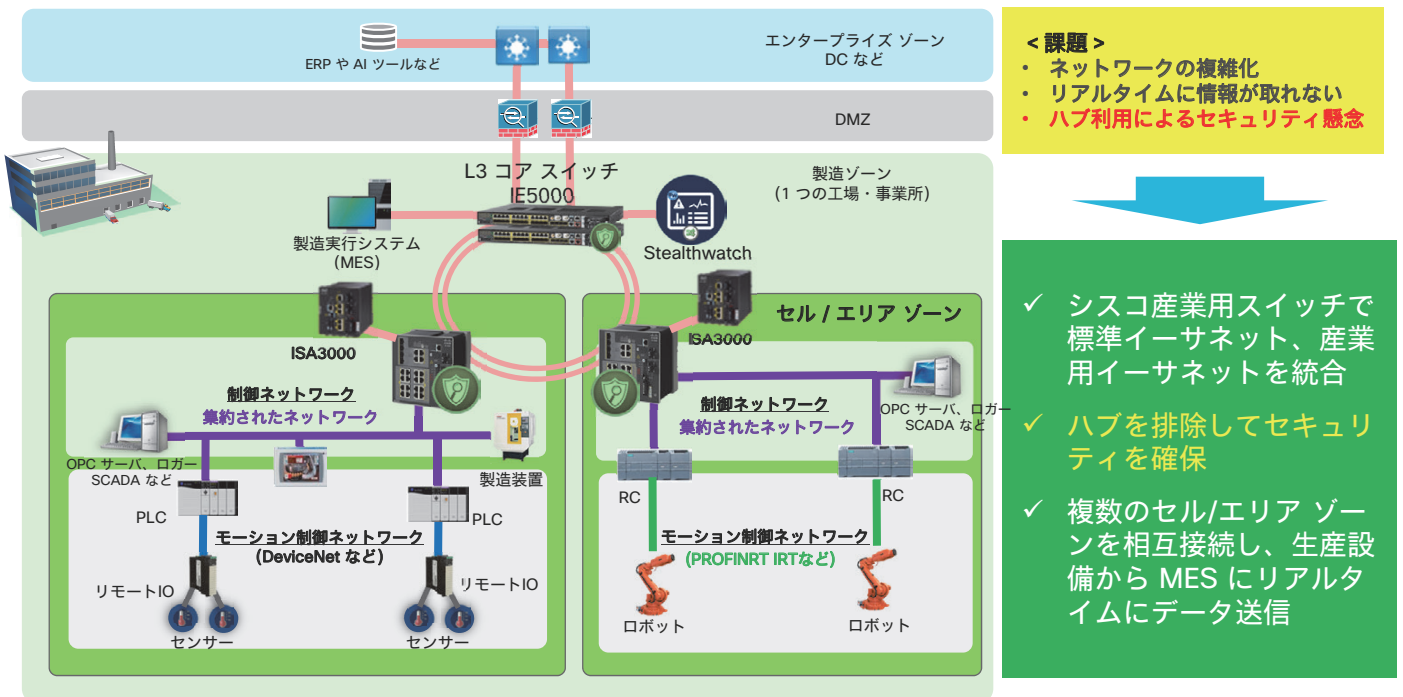 エンタープライズ ゾーン
DC など
ERP や AI ツールなど
DMZ
L3 コア スイッチ
IE5000
製造ゾーン
(1 つの工場・事業所)
製造実行システム
(MES)
Stealthwatch
セル / エリア ゾーン
ISA3000
ISA3000
制御ネットワーク
集約されたネットワーク
OPC サーバ、ロガー
SCADA など
製造装置
PLC
PLC
モーション制御ネットワーク
(DeviceNet など)
リモートIO
リモートIO
センサー
センサー
制御ネットワーク
集約されたネットワーク
OPC サーバ、ロガー
SCADA など
RC
RC
モーション制御ネットワーク
(PROFINRT IRTなど)
ロボット
ロボット
< 課題 >
・ ネットワークの複雑化
・ リアルタイムに情報が取れない
・ ハブ利用によるセキュリティ懸念
✓ シスコ産業用スイッチで
標準イーサネット、産業
用イーサネットを統合
✓ ハブを排除してセキュリ
ティを確保
✓ 複数のセル/エリア ゾー
ンを相互接続し、生産設
備から MES にリアルタ
イムにデータ送信